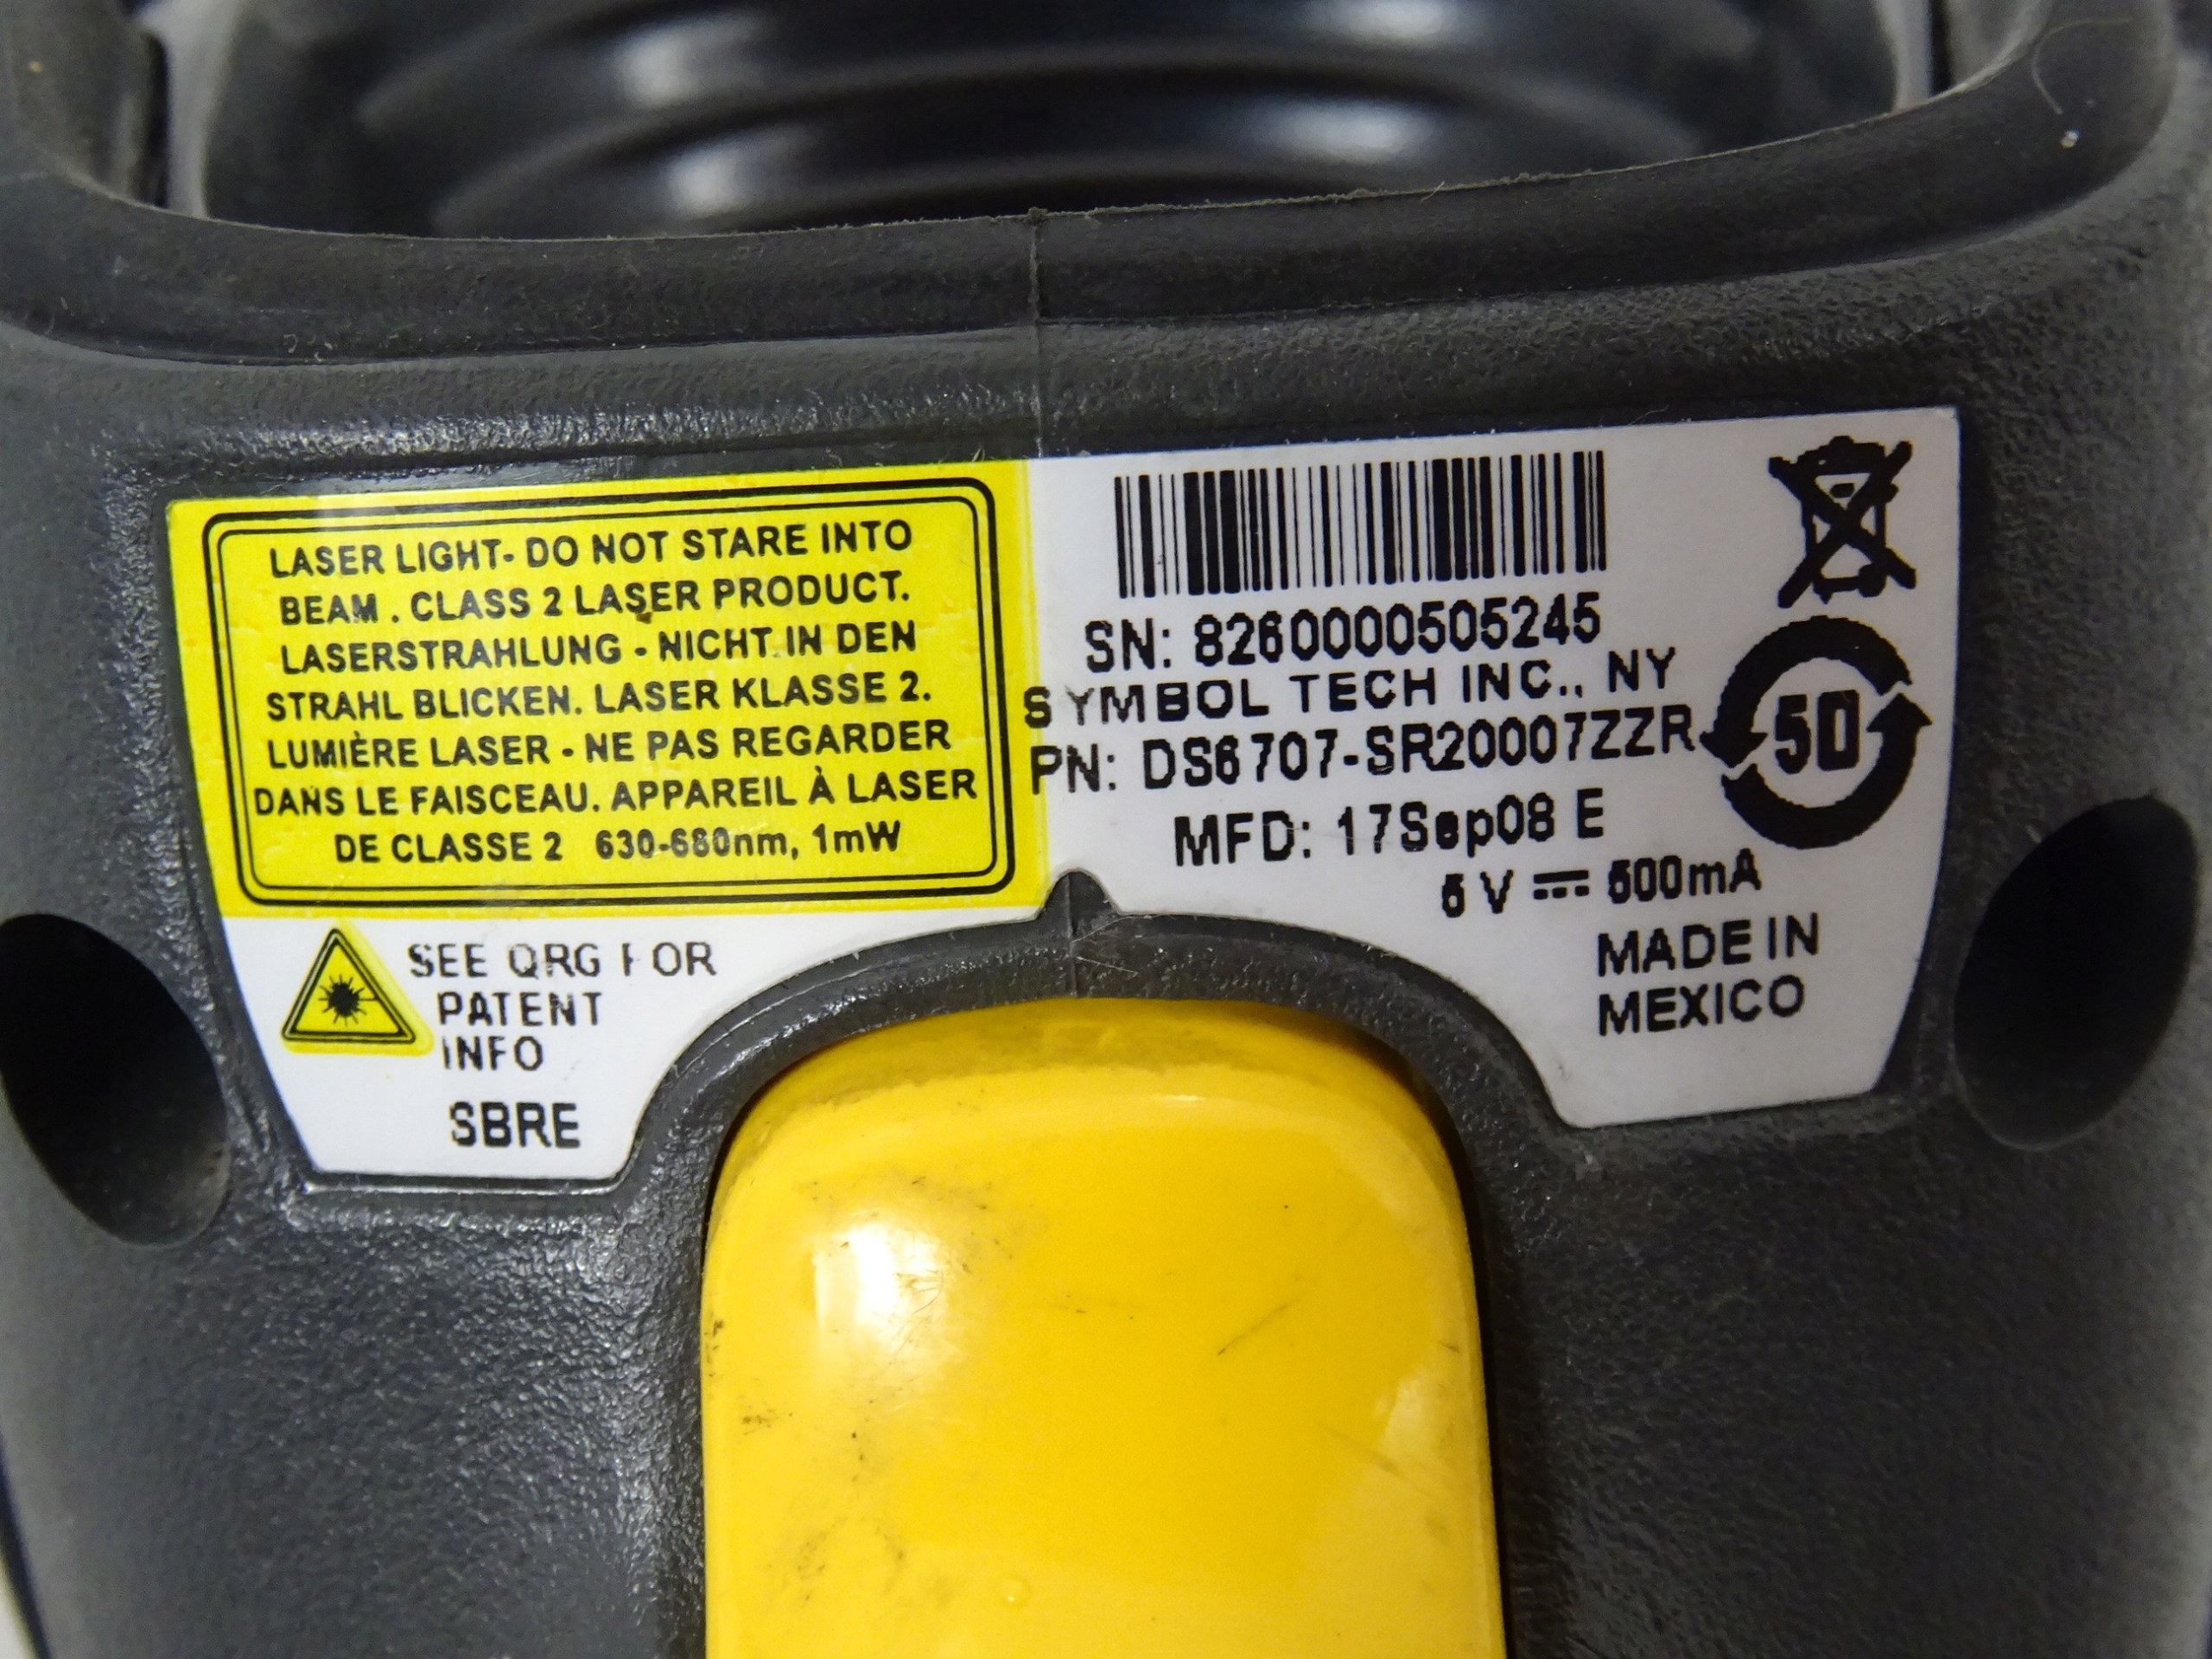 LASER LIGHT- DO NOT STARE INTO
BEAM . CLASS 2 LASER PRODUCT.
LASERSTRAHLUNG - NICHT IN DEN
STRAHL BLICKEN. LASER KLASSE 2.
LUMIÈRE LASER - NE PAS REGARDER
DANS LE FAISCEAU. APPAREIL À LASER
DE CLASSE 2 630-680nm, 1mW
SEE QRG FOR
PATENT
INFO
SBRE
SN: 8260000505245
SYMBOL TECH INC., NY
PN: DS6707-SR20007ZZR
MFD: 17Sep08 E
5 V ⎓ 500mA
MADE IN
MEXICO
50